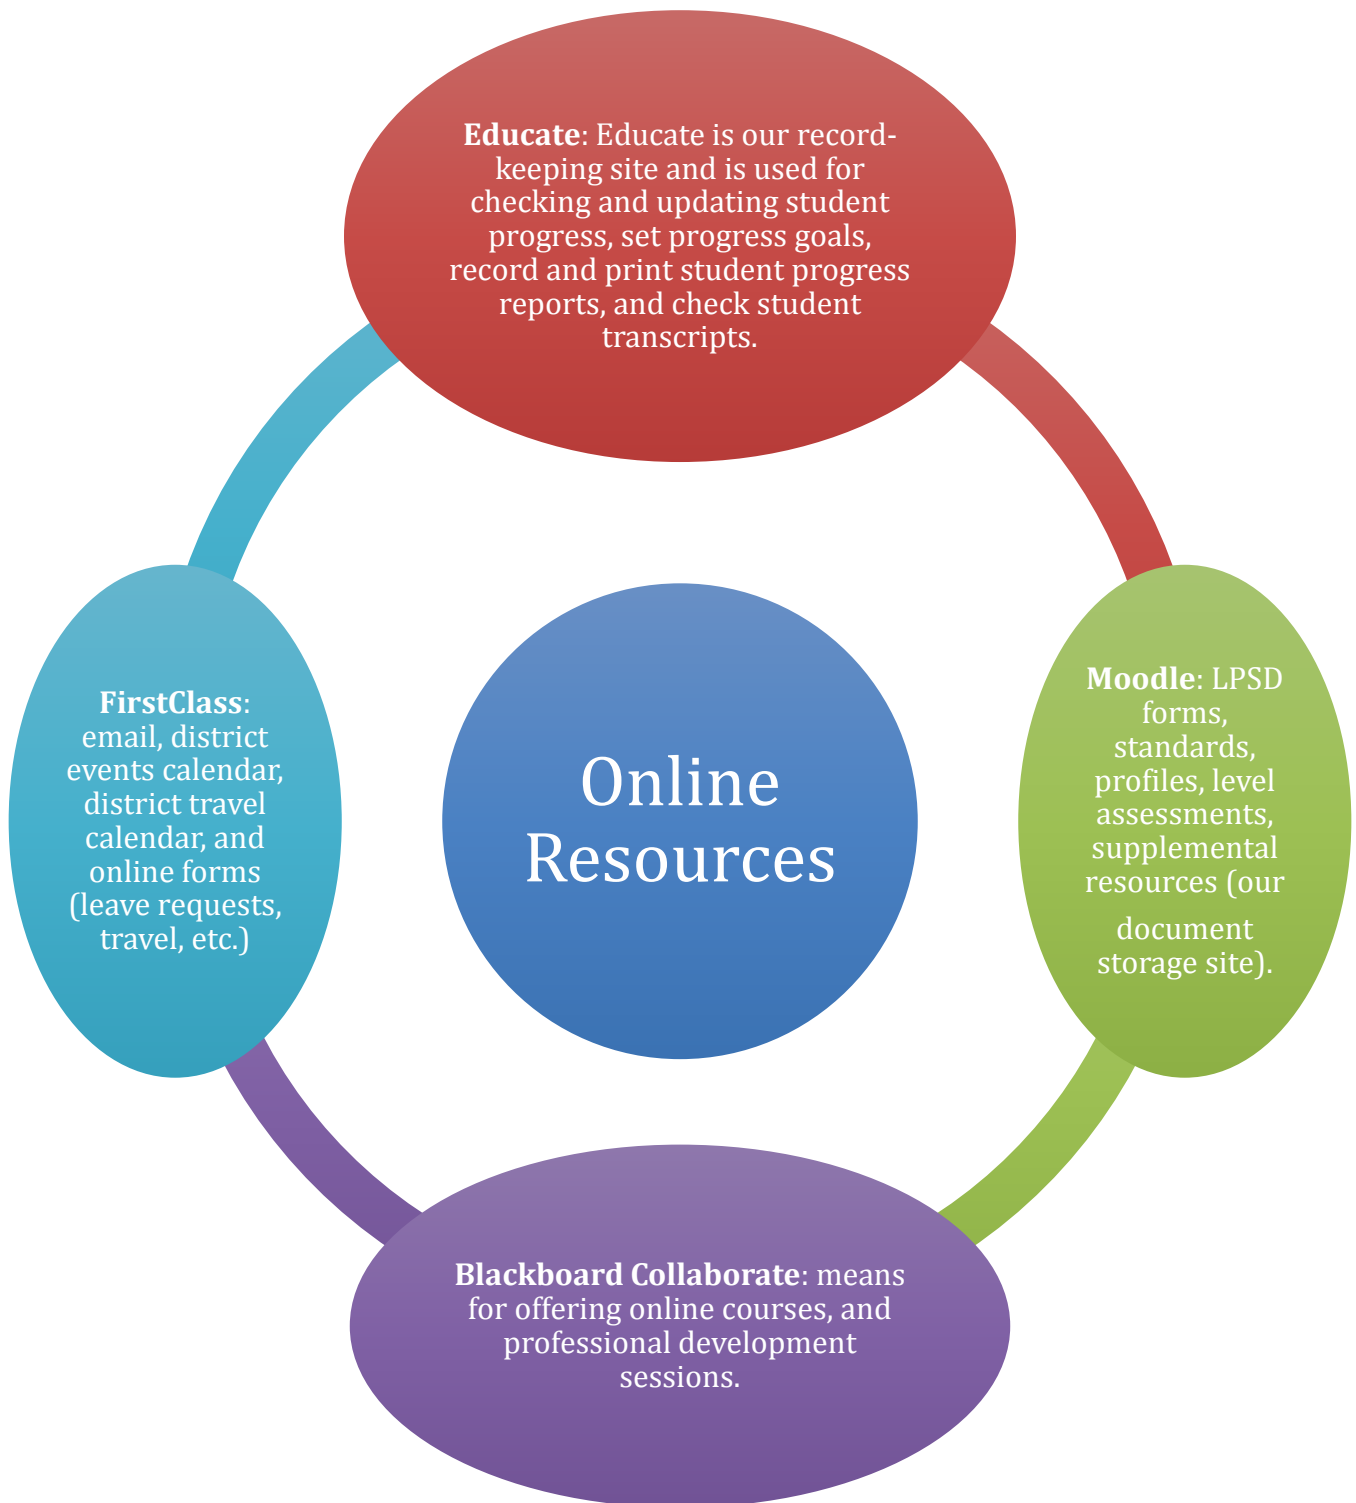 Educate: Educate is our record-
keeping site and is used for
checking and updating student
progress, set progress goals,
record and print student progress
reports, and check student
transcripts.
FirstClass:
email, district
events calendar,
district travel
calendar, and
online forms
(leave requests,
travel, etc.)
Online
Resources
Moodle: LPSD
forms,
standards,
profiles, level
assessments,
supplemental
resources (our
document
storage site).
Blackboard Collaborate: means
for offering online courses, and
professional development
sessions.